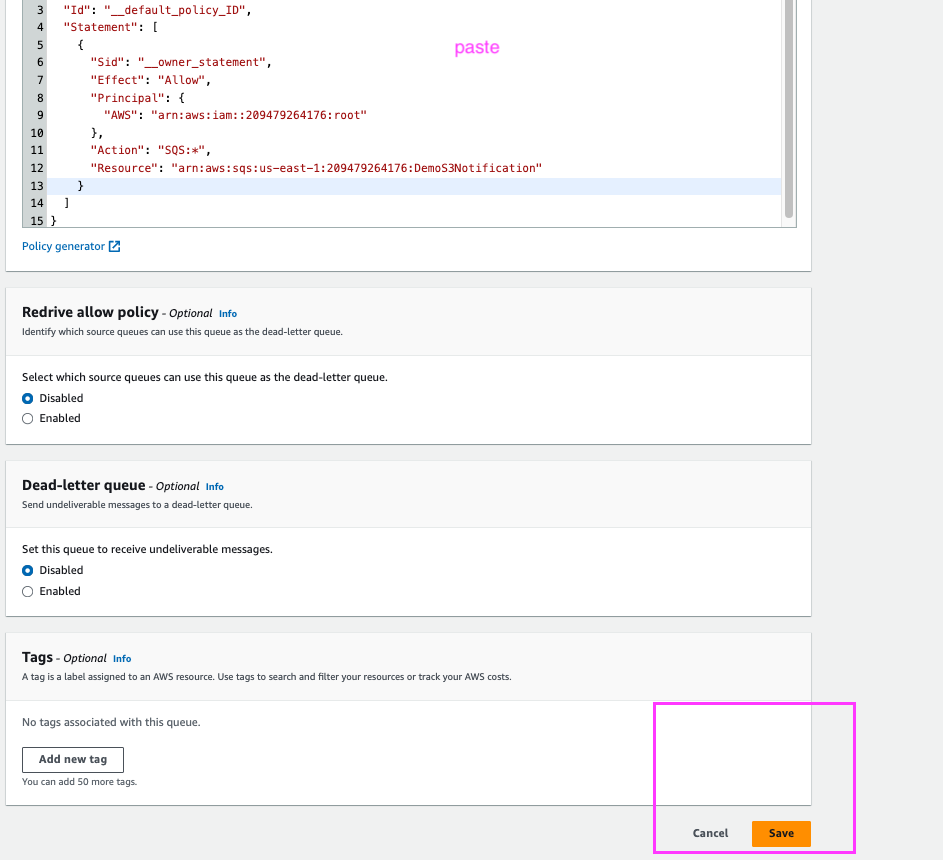 3 "Id": "__default_policy_ID",
4 "Statement": [
5 {
paste
6 "Sid": "__owner_statement",
7 "Effect": "Allow",
8 "Principal": {
9 "AWS": "arn:aws:iam::209479264176:root"
10 },
11 "Action": "SQS:*",
12 "Resource": "arn:aws:sqs:us-east-1:209479264176:DemoS3Notification"
13 }
14 ]
15 }
Policy generator
Redrive allow policy - Optional Info
Identify which source queues can use this queue as the dead-letter queue.
Select which source queues can use this queue as the dead-letter queue.
Disabled
Enabled
Dead-letter queue - Optional Info
Send undeliverable messages to a dead-letter queue.
Set this queue to receive undeliverable messages.
Disabled
Enabled
Tags - Optional Info
A tag is a label assigned to an AWS resource. Use tags to search and filter your resources or track your AWS costs.
No tags associated with this queue.
Add new tag
You can add 50 more tags.
Cancel Save